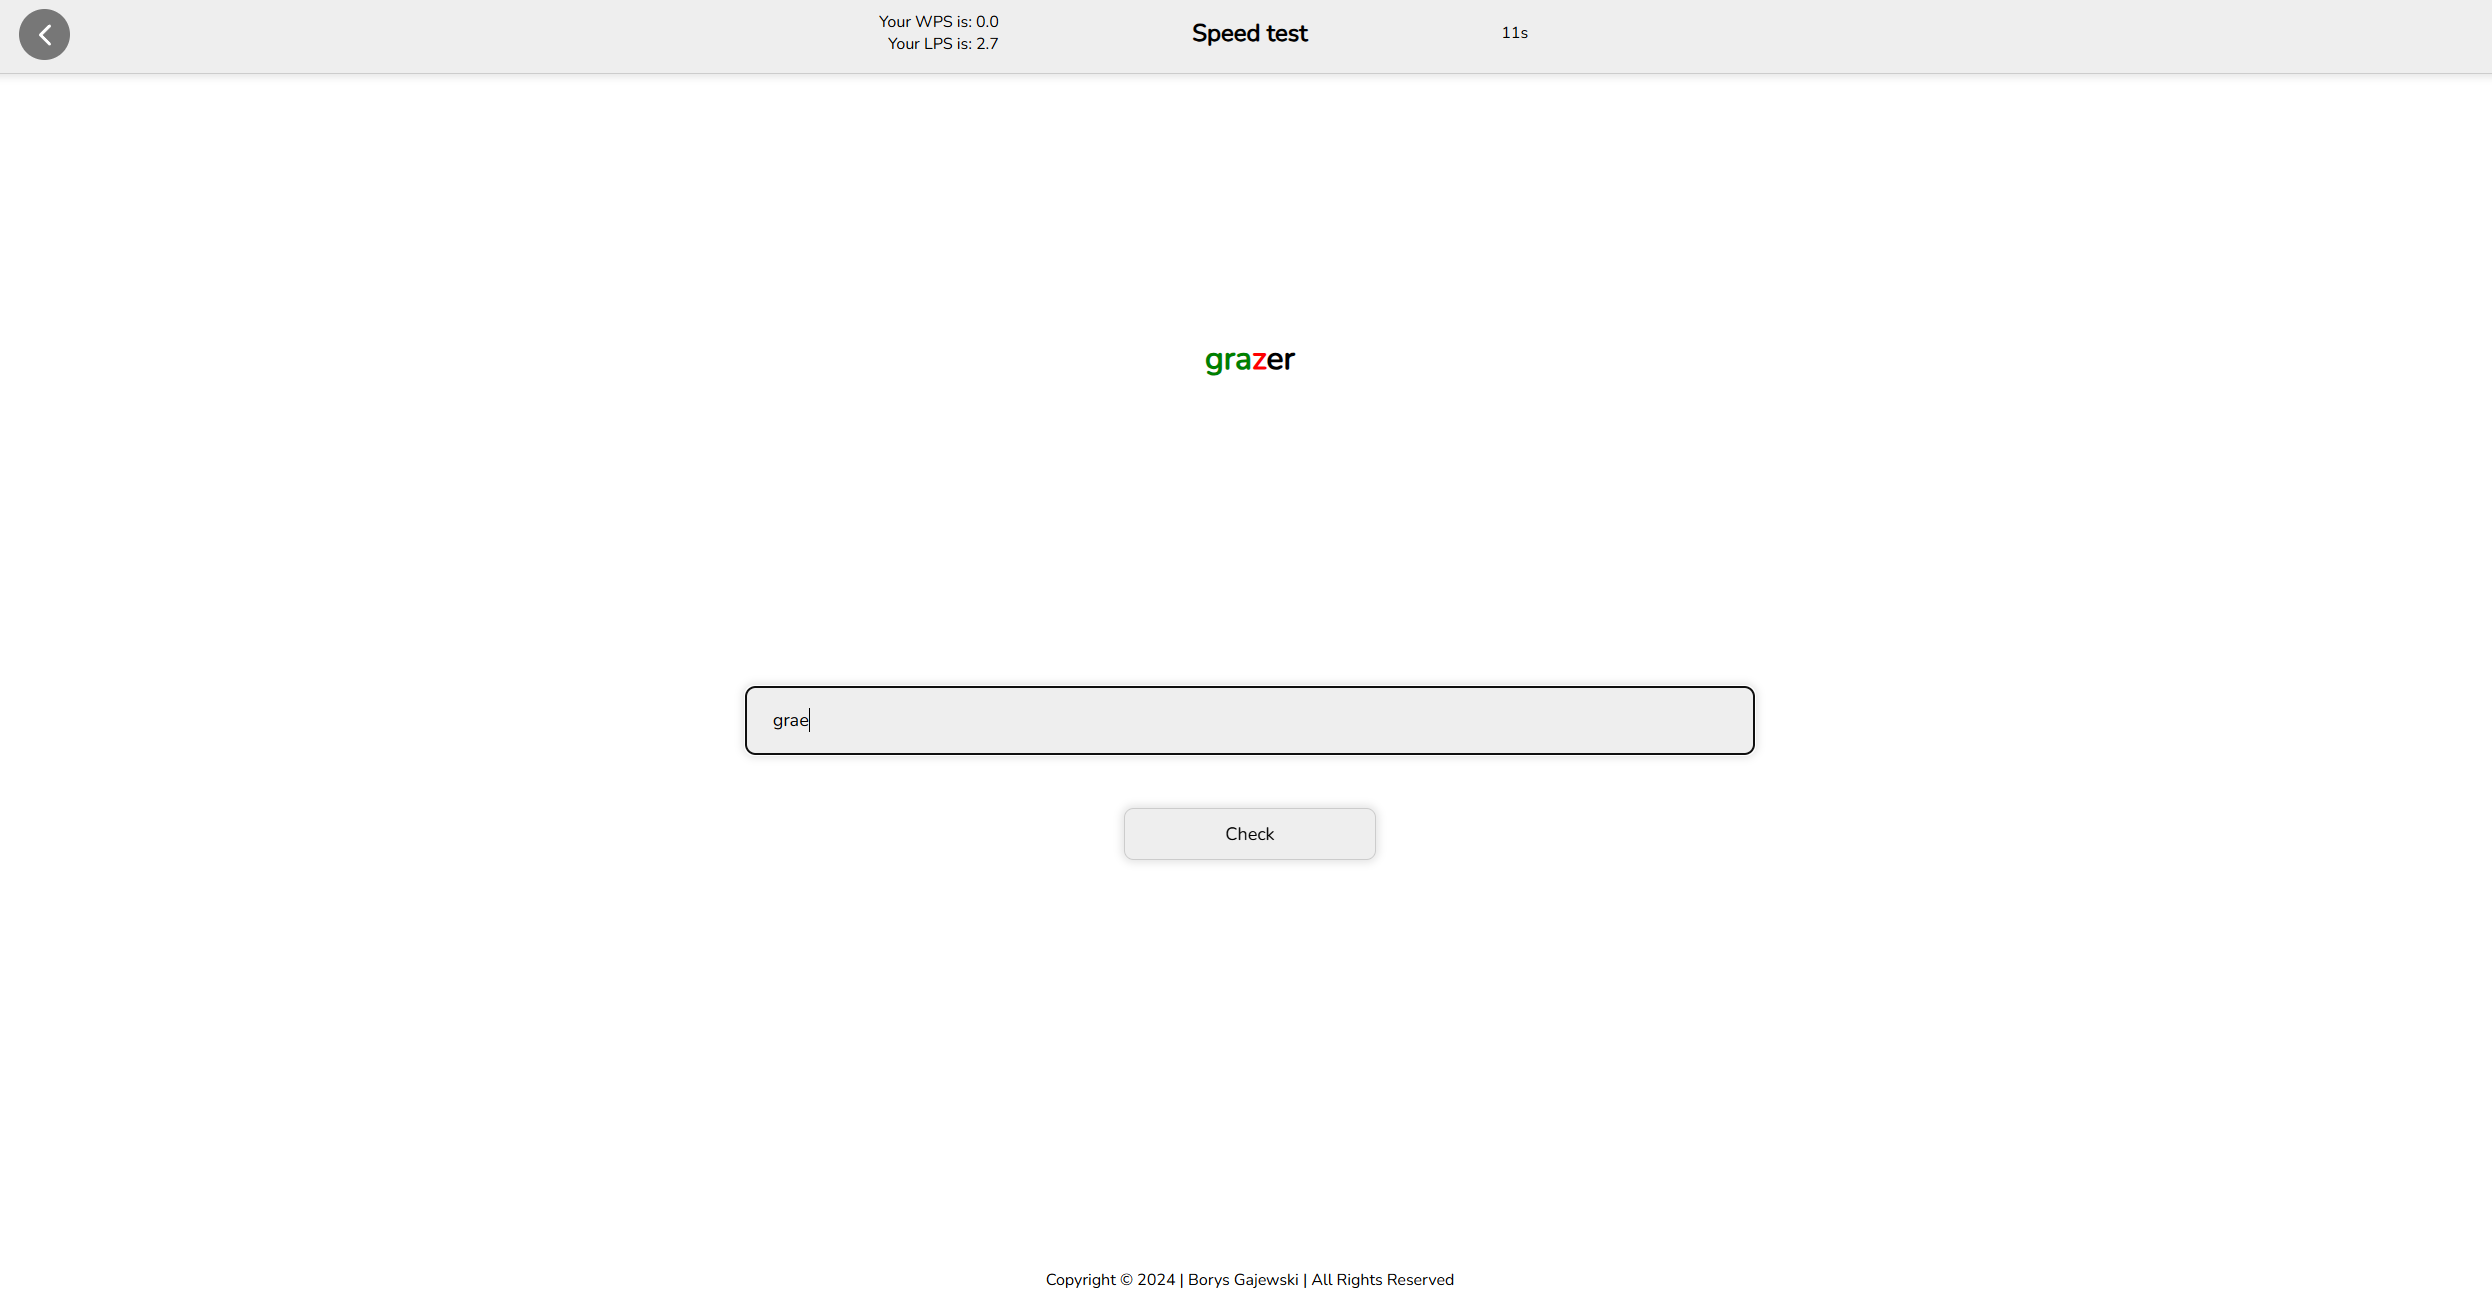 Your WPS is: 0.0
Your LPS is: 2.7
Speed test
11s
grazer
grae
Check
Copyright © 2024 | Borys Gajewski | All Rights Reserved